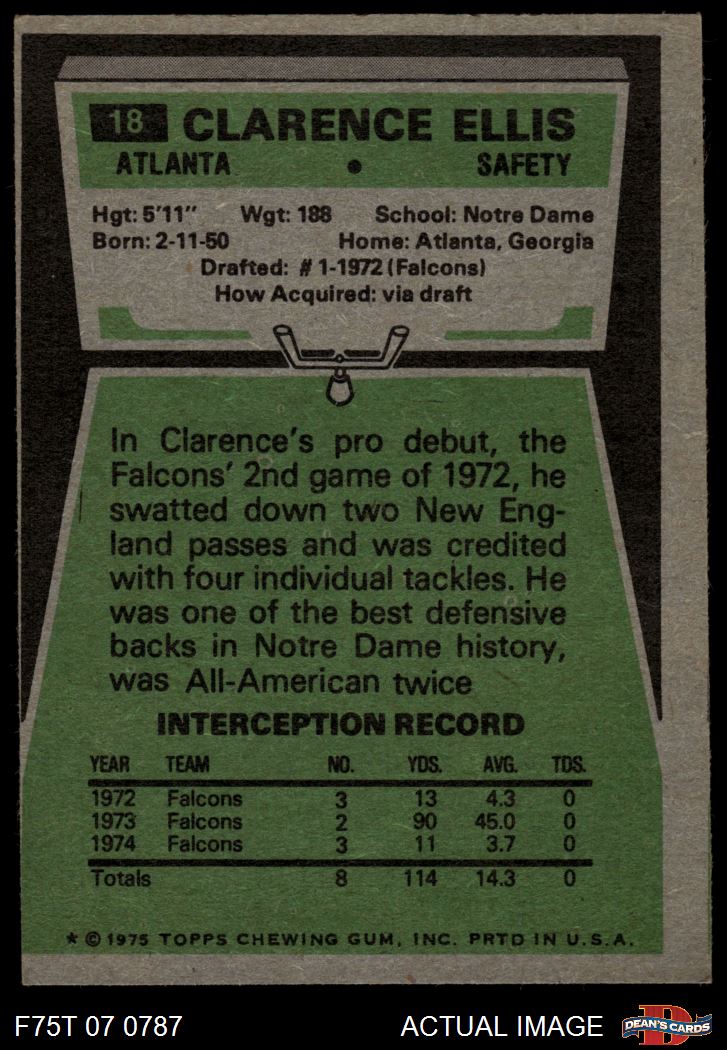 18 CLARENCE ELLIS
ATLANTA • SAFETY
Hgt: 5'11" Wgt: 188 School: Notre Dame
Born: 2-11-50 Home: Atlanta, Georgia
Drafted: #1-1972 (Falcons)
How Acquired: via draft
In Clarence's pro debut, the
Falcons' 2nd game of 1972, he
swatted down two New Eng-
land passes and was credited
with four individual tackles. He
was one of the best defensive
backs in Notre Dame history,
was All-American twice
INTERCEPTION RECORD
YEAR TEAM NO. YDS. AVG. TDS.
1972 Falcons 3 13 4.3 0
1973 Falcons 2 90 45.0 0
1974 Falcons 3 11 3.7 0
Totals 8 114 14.3 0
* © 1975 TOPPS CHEWING GUM, INC. PRTD IN U.S.A.
F75T 07 0787 ACTUAL IMAGE D DEAN'S CARDS